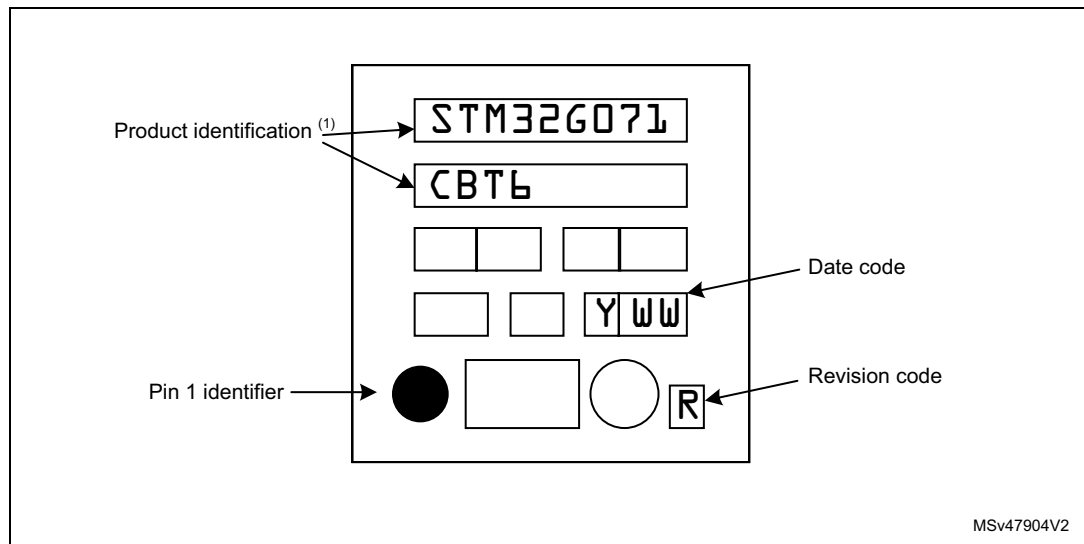 STM32G071
Product identification (1)
CBT6
Date code
Y WW
Pin 1 identifier
Revision code
R
MSv47904V2